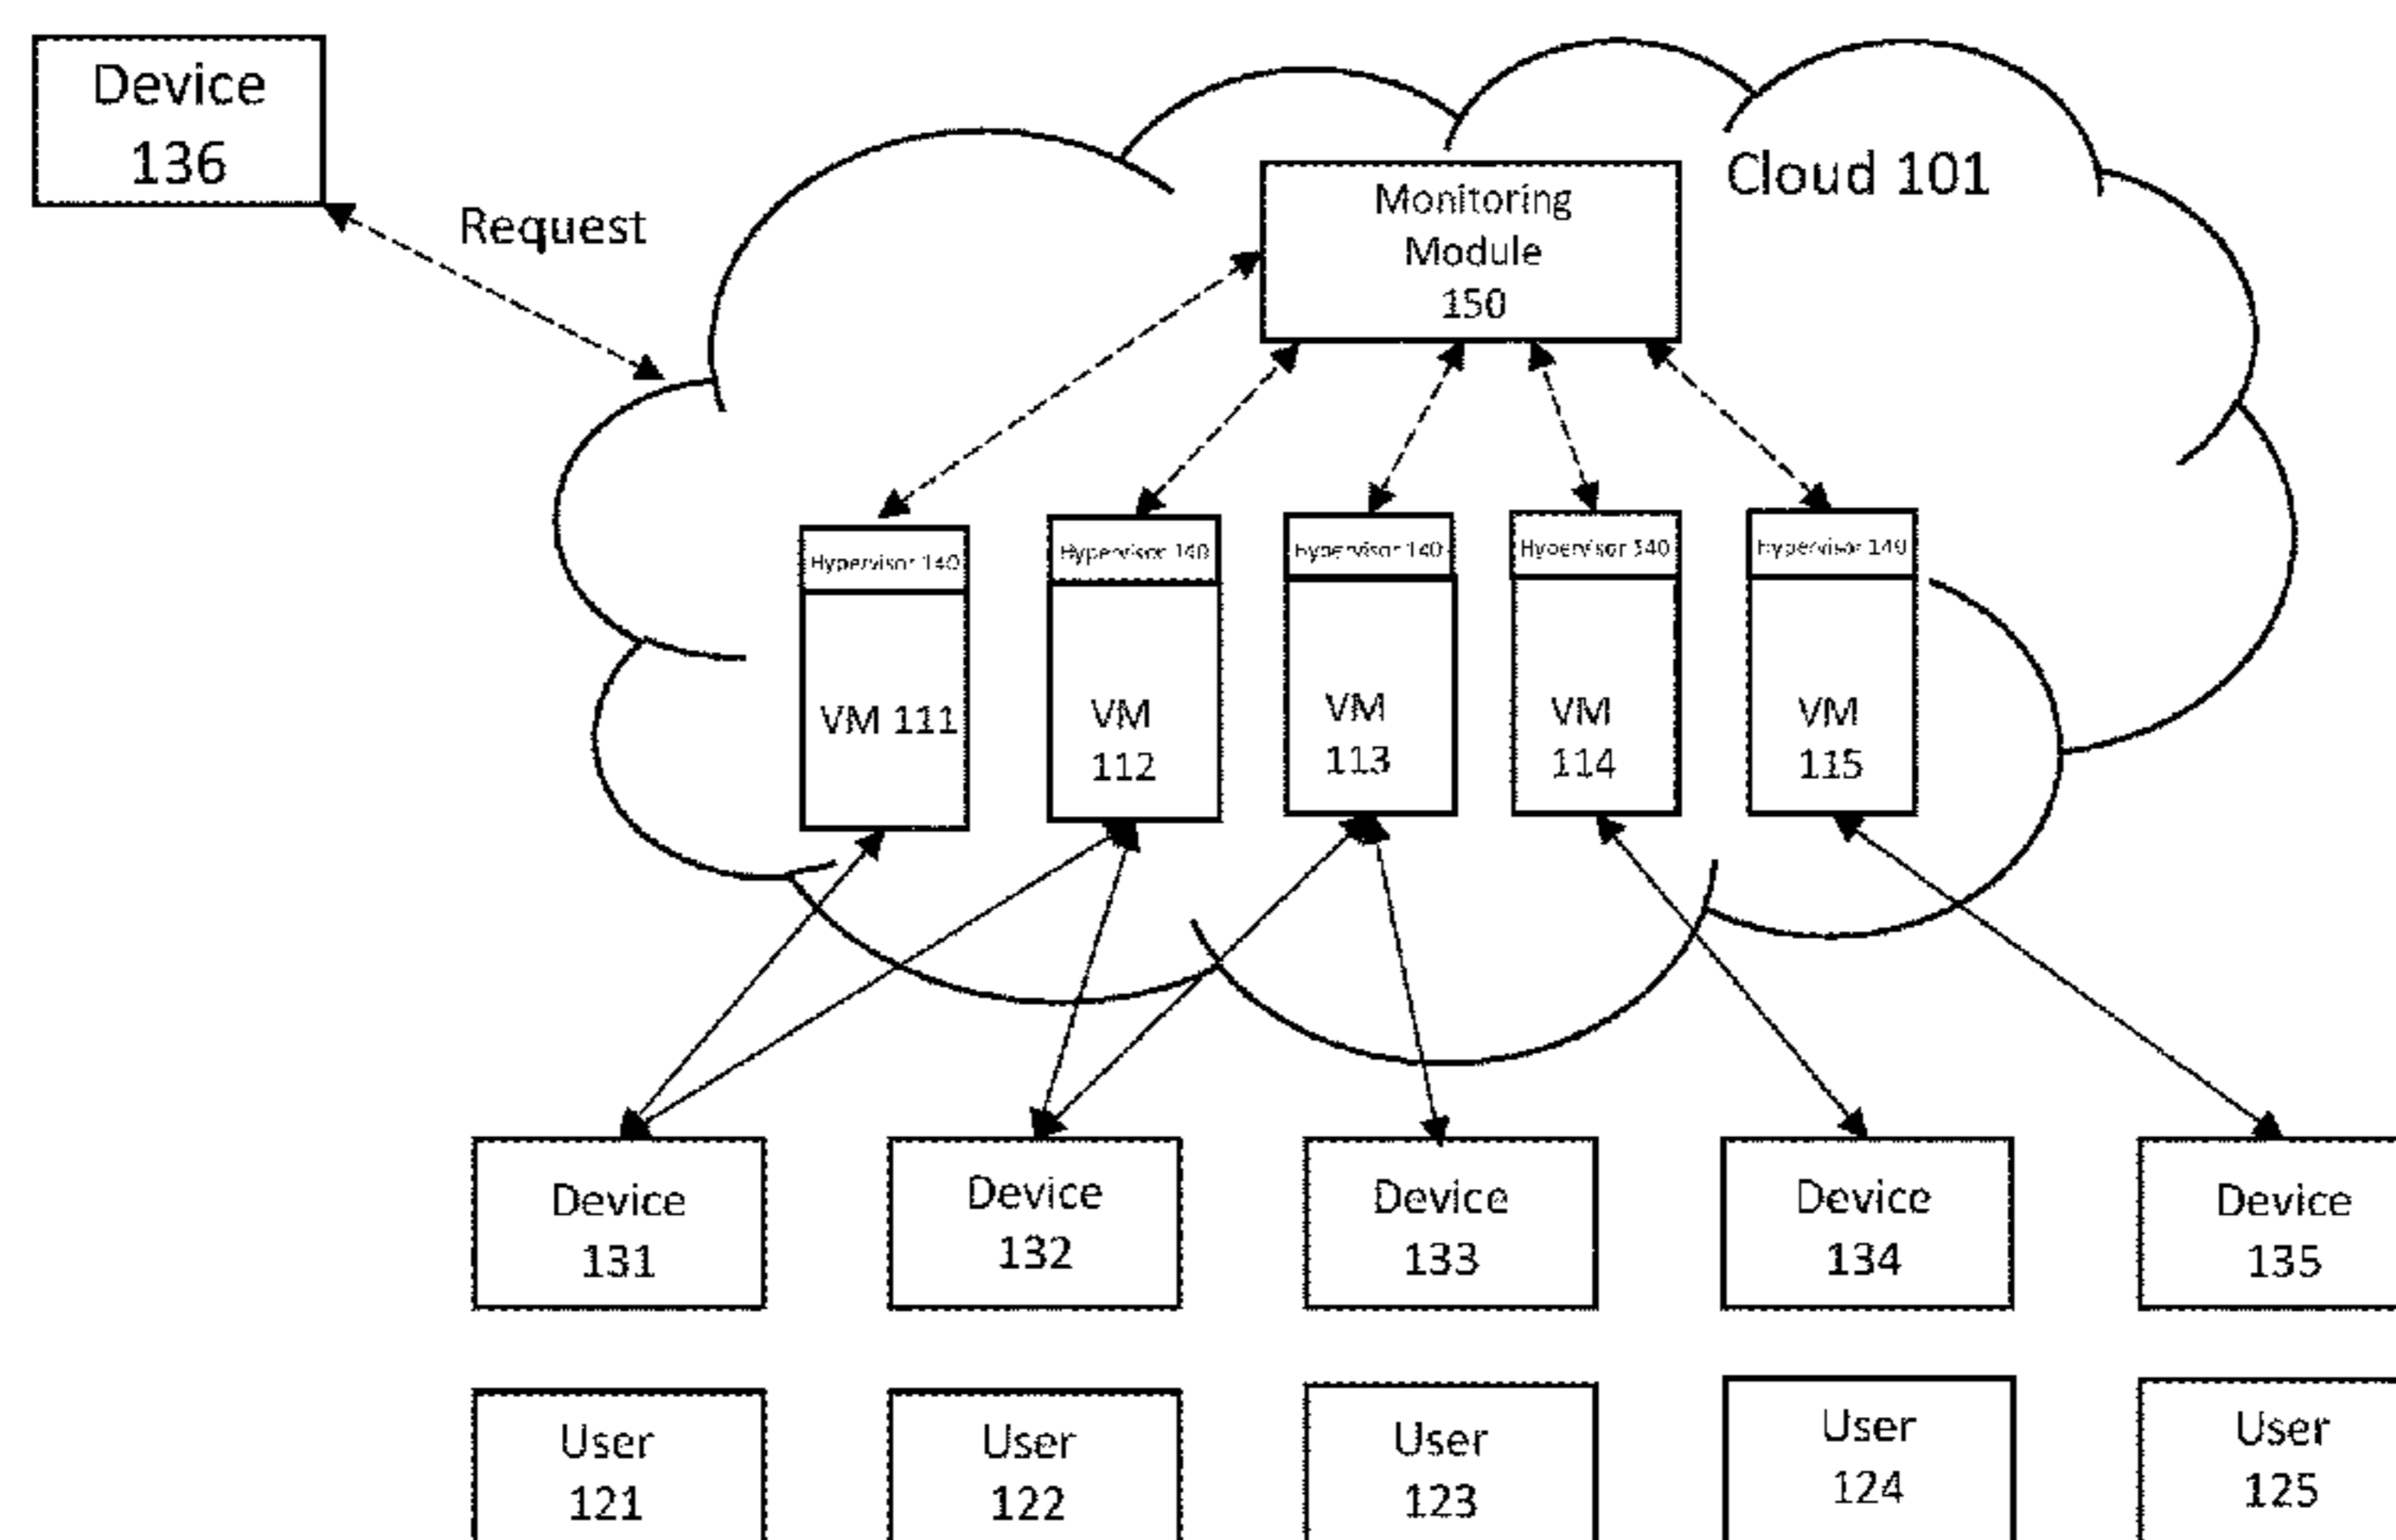 Device
136
Request
Cloud 101
Monitoring
Module
150
Hypervisor 140
Hypervisor 140
Hypervisor 140
Hypervisor 140
Hypervisor 140
VM 111
VM
112
VM
113
VM
114
VM
115
Device
131
Device
132
Device
133
Device
134
Device
135
User
121
User
122
User
123
User
124
User
125